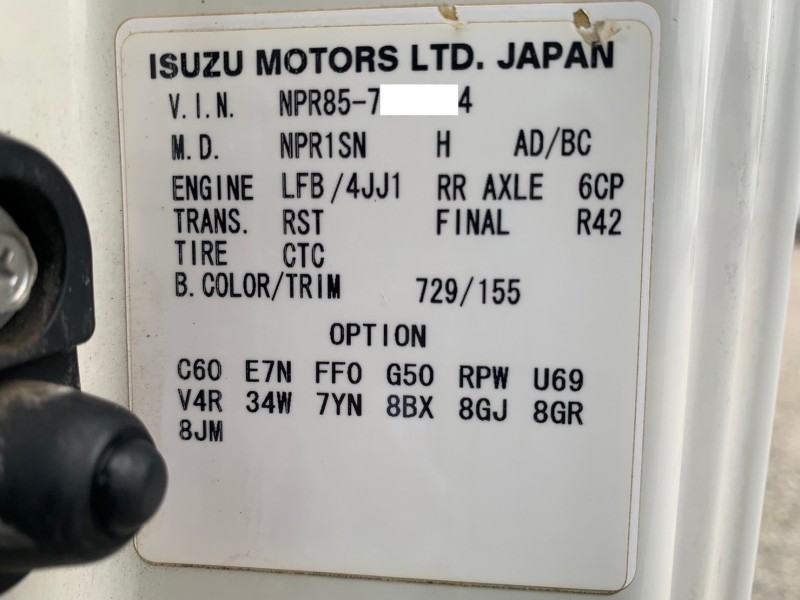 ISUZU MOTORS LTD. JAPAN
V.I.N. NPR85-7 4
M.D. NPR1SN H AD/BC
ENGINE LFB/4JJ1 RR AXLE 6CP
TRANS. RST FINAL R42
TIRE CTC
B.COLOR/TRIM 729/155
OPTION
C60 E7N FF0 G50 RPW U69
V4R 34W 7YN 8BX 8GJ 8GR
8JM